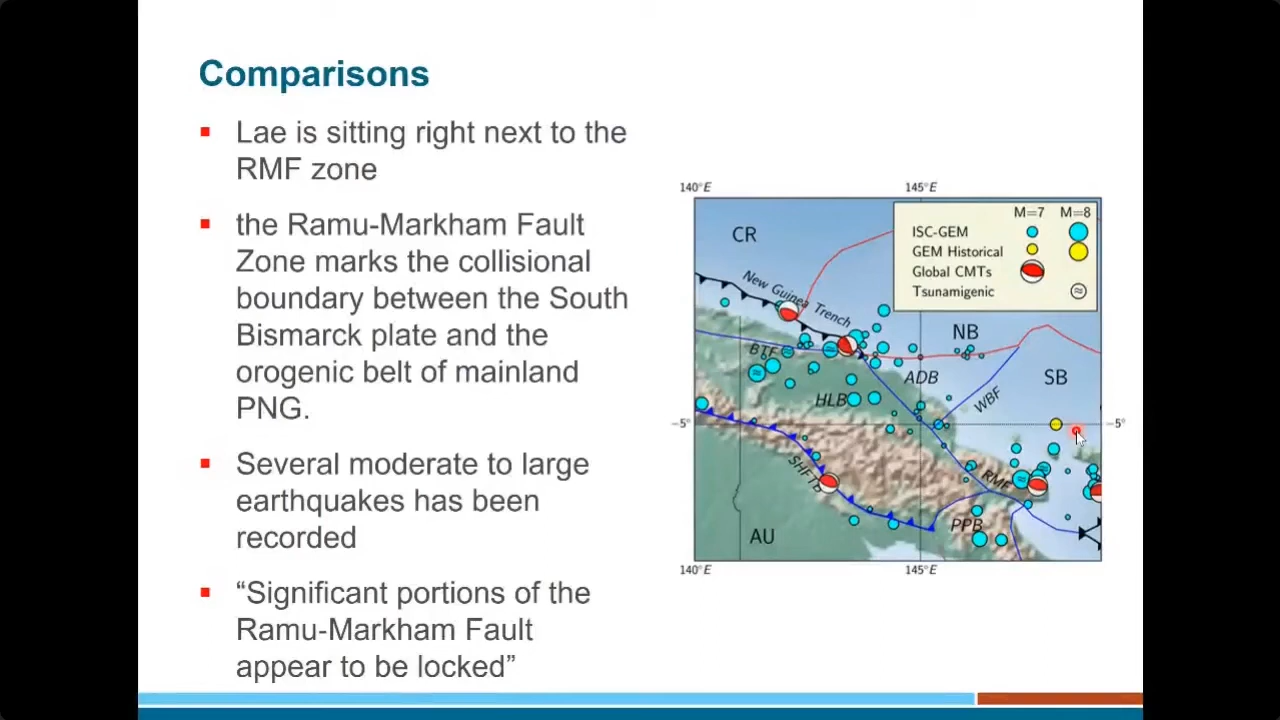 Comparisons
Lae is sitting right next to the
RMF zone
the Ramu-Markham Fault
Zone marks the collisional
boundary between the South
Bismarck plate and the
orogenic belt of mainland
PNG.
Several moderate to large
earthquakes has been
recorded
“Significant portions of the
Ramu-Markham Fault
appear to be locked”
140°E
145°E
M=7 M=8
ISC-GEM
GEM Historical
Global CMTs
Tsunamigenic
CR
New Guinea Trench
NB
BTF
ADB
SB
HLB
WBF
-5°
-5°
SHFTB
RMF
PPB
AU
140°E
145°E